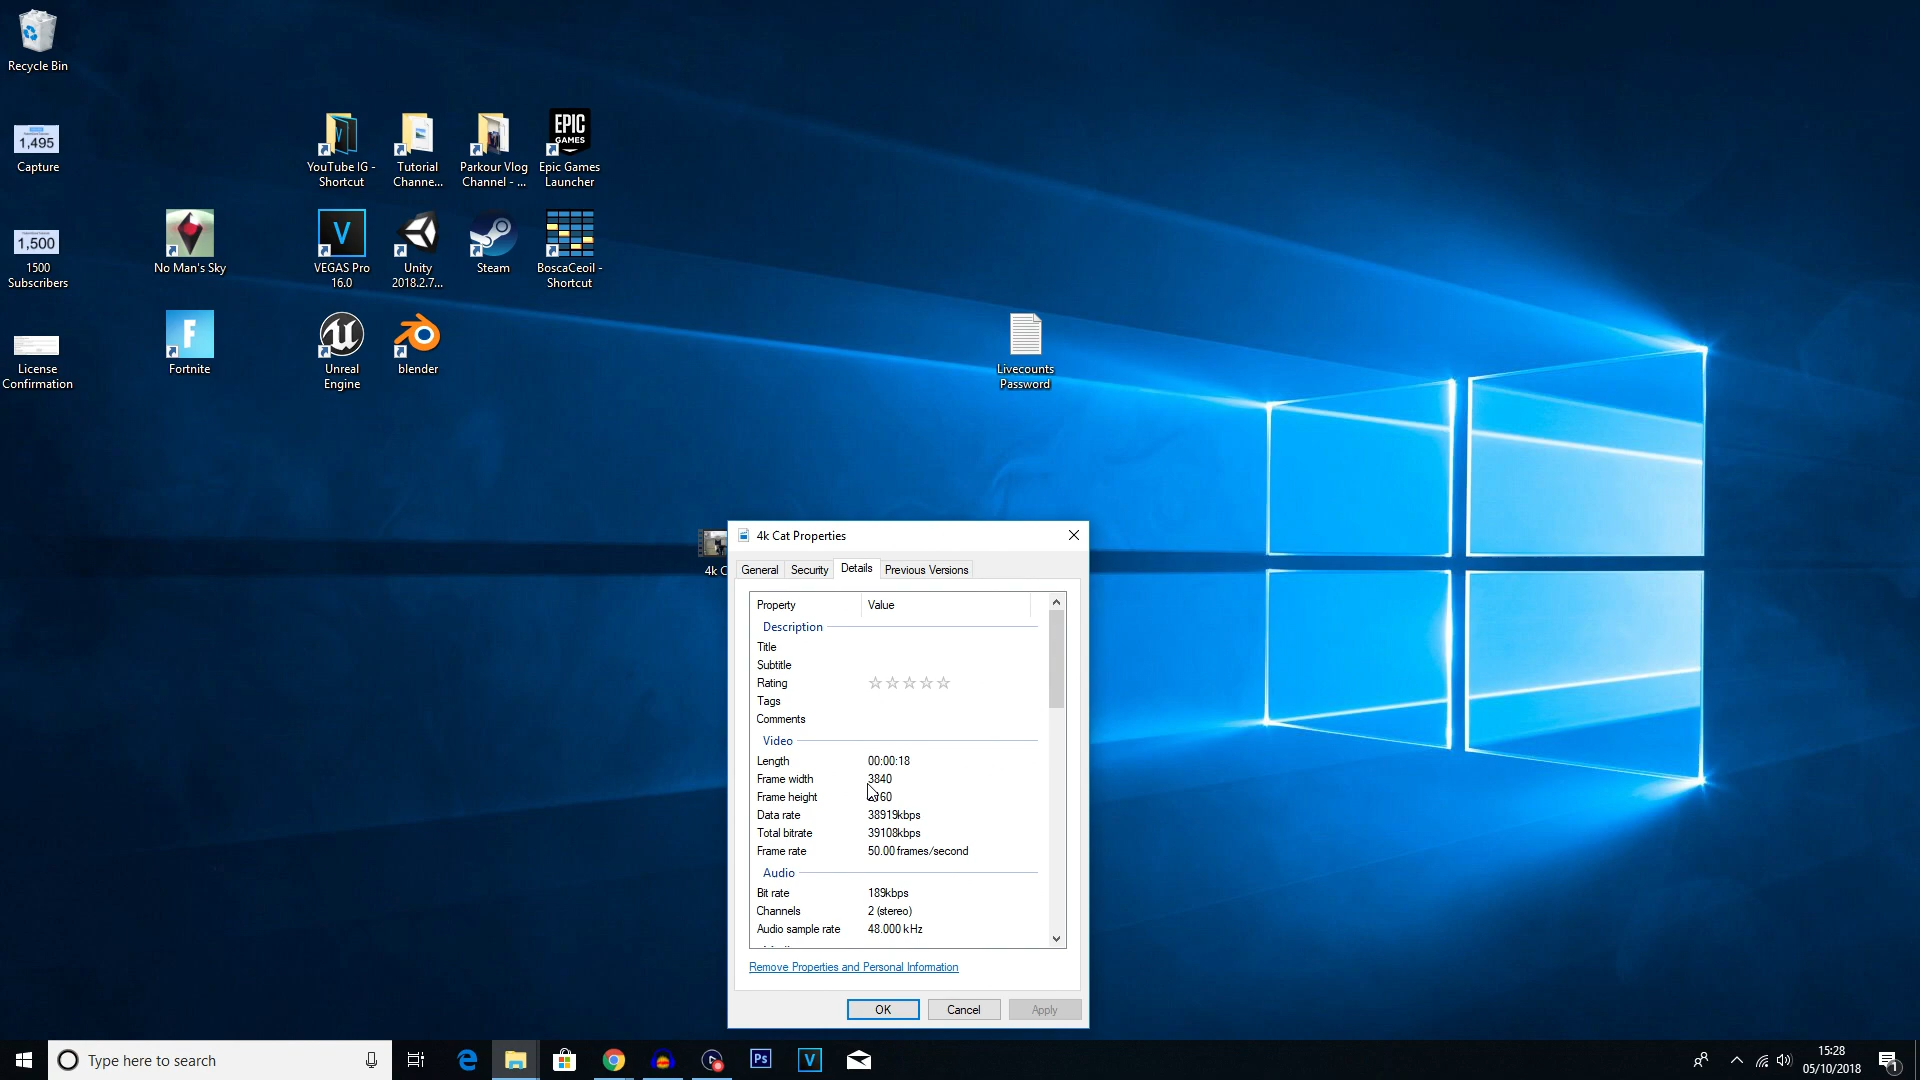 Recycle Bin
1,495
Capture
YouTube IG -
Shortcut
Tutorial
Channe...
Parkour Vlog
Channel - ...
EPIC
GAMES
Epic Games
Launcher
1,500
1500
Subscribers
No Man's Sky
V
VEGAS Pro
16.0
Unity
2018.2.7...
Steam
BoscaCeoil -
Shortcut
License
Confirmation
F
Fortnite
Unreal
Engine
blender
Livecounts
Password
4k C
4k Cat Properties
General
Security
Details
Previous Versions
Property Value
Description
Title
Subtitle
Rating
Tags
Comments
Video
Length 00:00:18
Frame width 3840
Frame height
Data rate 38919kbps
Total bitrate 39108kbps
Frame rate 50.00 frames/second
Audio
Bit rate 189kbps
Channels 2 (stereo)
Audio sample rate 48.000 kHz
Remove Properties and Personal Information
OK
Cancel
Apply
Type here to search
Ps
V
15:28
05/10/2018
1